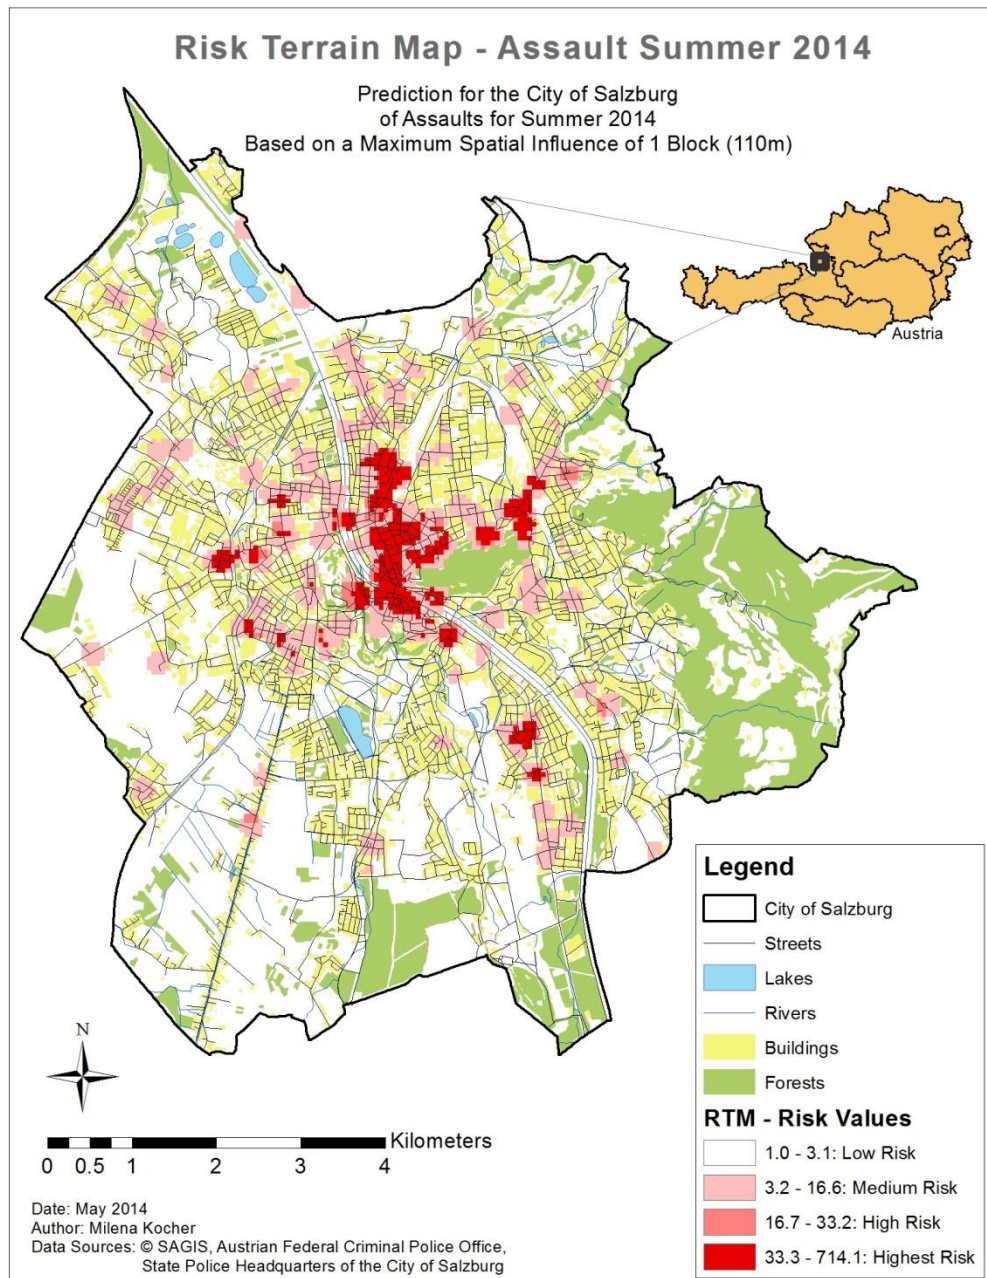 Risk Terrain Map - Assault Summer 2014
Prediction for the City of Salzburg
of Assaults for Summer 2014
Based on a Maximum Spatial Influence of 1 Block (110m)
Austria
Legend
City of Salzburg
Streets
Lakes
Rivers
Buildings
Forests
RTM - Risk Values
1.0 - 3.1: Low Risk
3.2 - 16.6: Medium Risk
16.7 - 33.2: High Risk
33.3 - 714.1: Highest Risk
N
Kilometers
0 0.5 1 2 3 4
Date: May 2014
Author: Milena Kocher
Data Sources: © SAGIS, Austrian Federal Criminal Police Office,
State Police Headquarters of the City of Salzburg